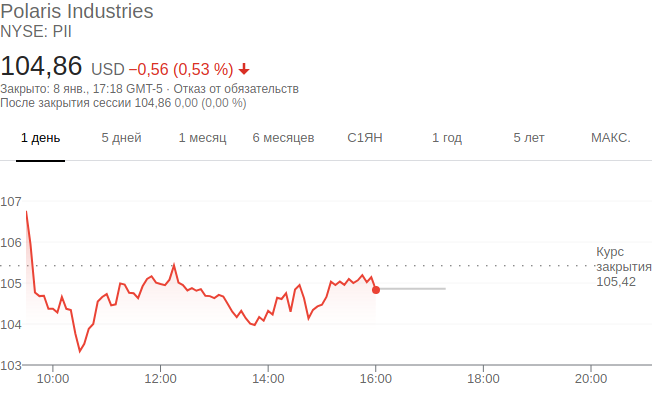 Polaris Industries
NYSE: PII
104,86 USD −0,56 (0,53 %)
Закрыто: 8 янв., 17:18 GMT-5 · Отказ от обязательств
После закрытия сессии 104,86 0,00 (0,00 %)
1 день 5 дней 1 месяц 6 месяцев С1ЯН 1 год 5 лет МАКС.
107
106
Курс
закрытия
105,42
105
104
103
10:00 12:00 14:00 16:00 18:00 20:00